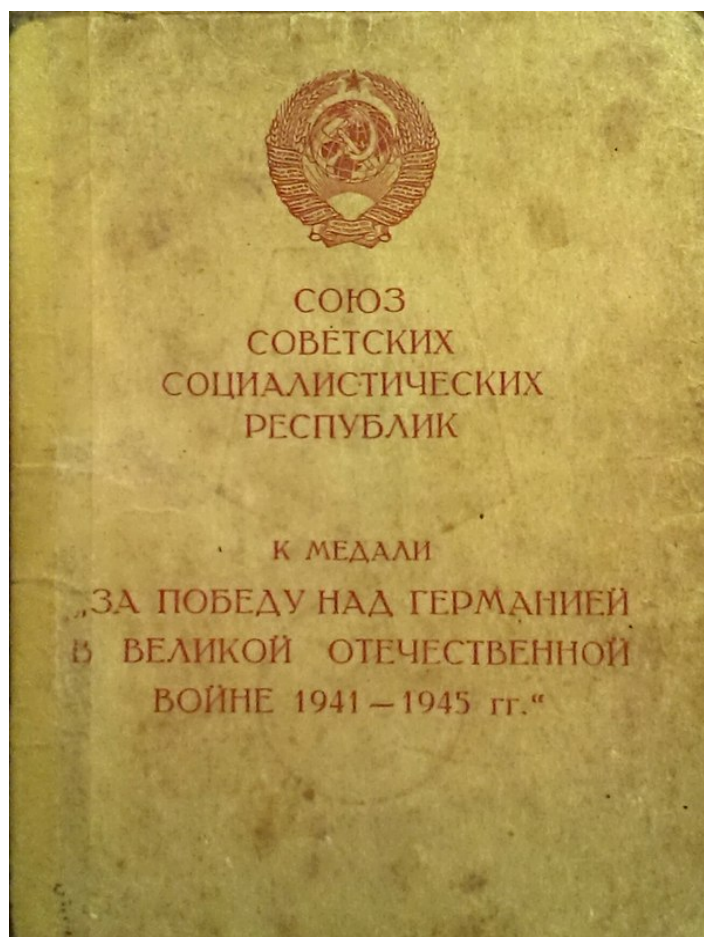 СОЮЗ
СОВЕТСКИХ
СОЦИАЛИСТИЧЕСКИХ
РЕСПУБЛИК
К МЕДАЛИ
„ЗА ПОБЕДУ НАД ГЕРМАНИЕЙ
В ВЕЛИКОЙ ОТЕЧЕСТВЕННОЙ
ВОЙНЕ 1941—1945 гг.“